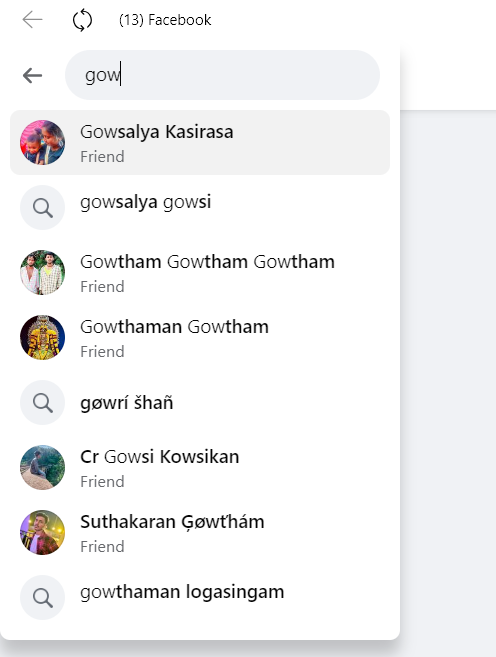 (13) Facebook
gow
Gowsalya Kasirasa
Friend
gowsalya gowsi
Gowtham Gowtham Gowtham
Friend
Gowthaman Gowtham
Friend
gøwrí šhañ
Cr Gowsi Kowsikan
Friend
Suthakaran Ģøwťhám
Friend
gowthaman logasingam